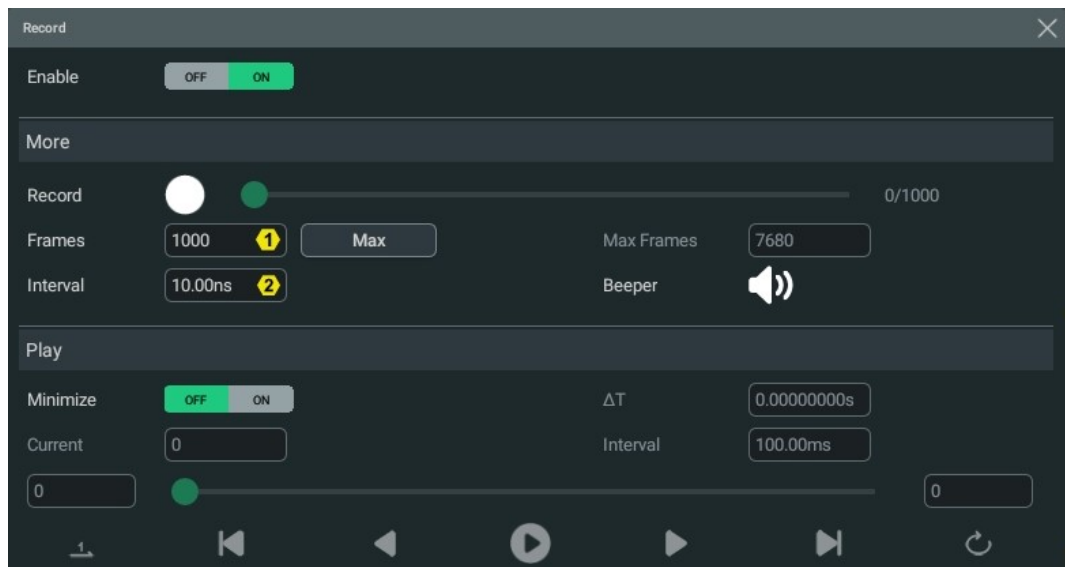 Record
Enable OFF ON
More
Record 0/1000
Frames 1000 1 Max Max Frames 7680
Interval 10.00ns 2 Beeper
Play
Minimize OFF ON ΔT 0.00000000s
Current 0 Interval 100.00ms
0 0
1